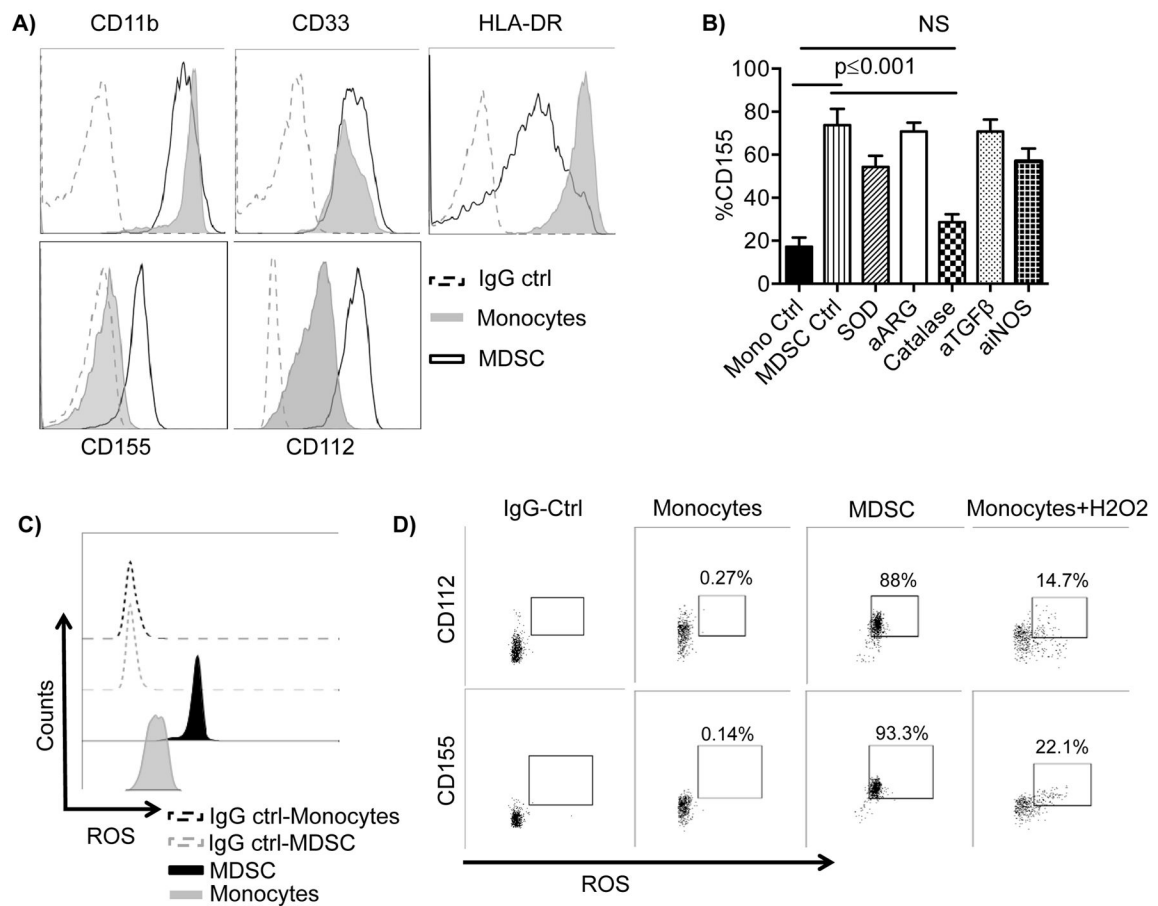 A)
CD11b
CD33
HLA-DR
CD155
CD112
IgG ctrl
Monocytes
MDSC
B)
NS
p≤0.001
%CD155
100
80
60
40
20
0
Mono Ctrl
MDSC Ctrl
SOD
aARG
Catalase
aTGFβ
aiNOS
C)
Counts
ROS
IgG ctrl-Monocytes
IgG ctrl-MDSC
MDSC
Monocytes
D)
IgG-Ctrl
Monocytes
MDSC
Monocytes+H2O2
CD112
0.27%
88%
14.7%
CD155
0.14%
93.3%
22.1%
ROS